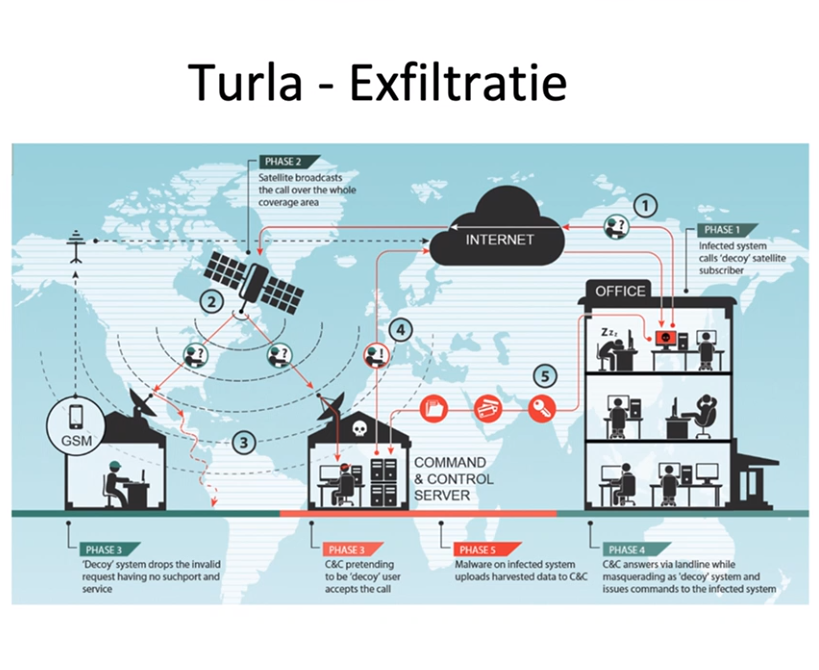 Turla - Exfiltratie
PHASE 2
Satellite broadcasts
the call over the whole
coverage area
1
INTERNET
PHASE 1
Infected system
calls 'decoy' satellite
subscriber
OFFICE
2
Zzz
?
?
?
!
4
5
GSM
3
COMMAND
& CONTROL
SERVER
PHASE 3
'Decoy' system drops the invalid
request having no suchport and
service
PHASE 3
C&C pretending
to be 'decoy' user
accepts the call
PHASE 5
Malware on infected system
uploads harvested data to C&C
PHASE 4
C&C answers via landline while
masquerading as 'decoy' system and
issues commands to the infected system